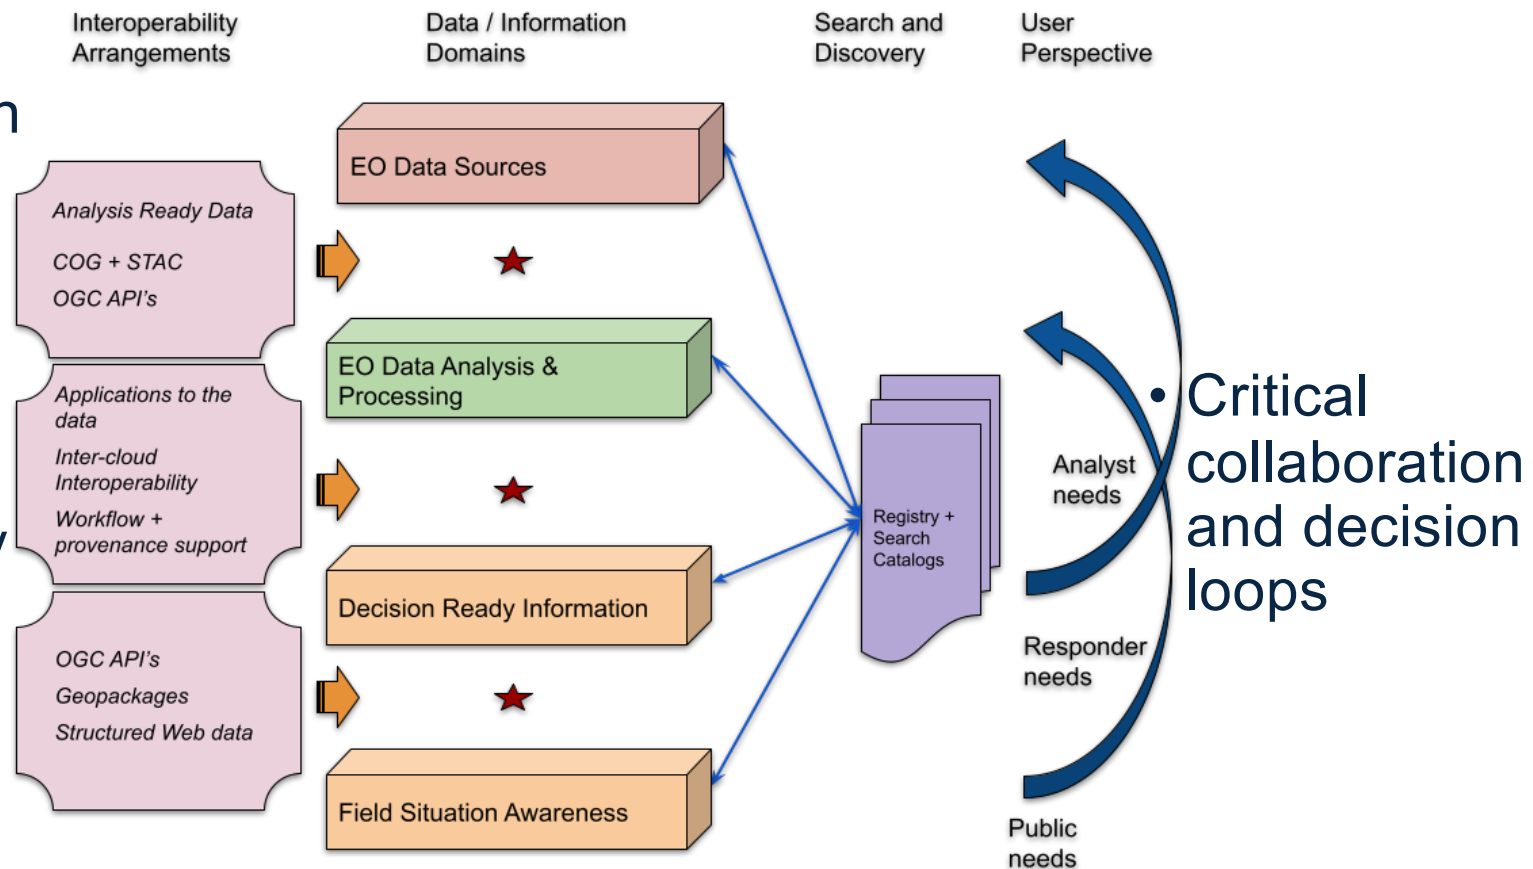 Interoperability
Arrangements
Data / Information
Domains
Search and
Discovery
User
Perspective
n
Analysis Ready Data
COG + STAC
OGC API's
Applications to the
data
Inter-cloud
Interoperability
Workflow +
provenance support
y
OGC API's
Geopackages
Structured Web data
EO Data Sources
EO Data Analysis &
Processing
Decision Ready Information
Field Situation Awareness
Registry +
Search
Catalogs
Analyst
needs
Responder
needs
Public
needs
• Critical
collaboration
and decision
loops